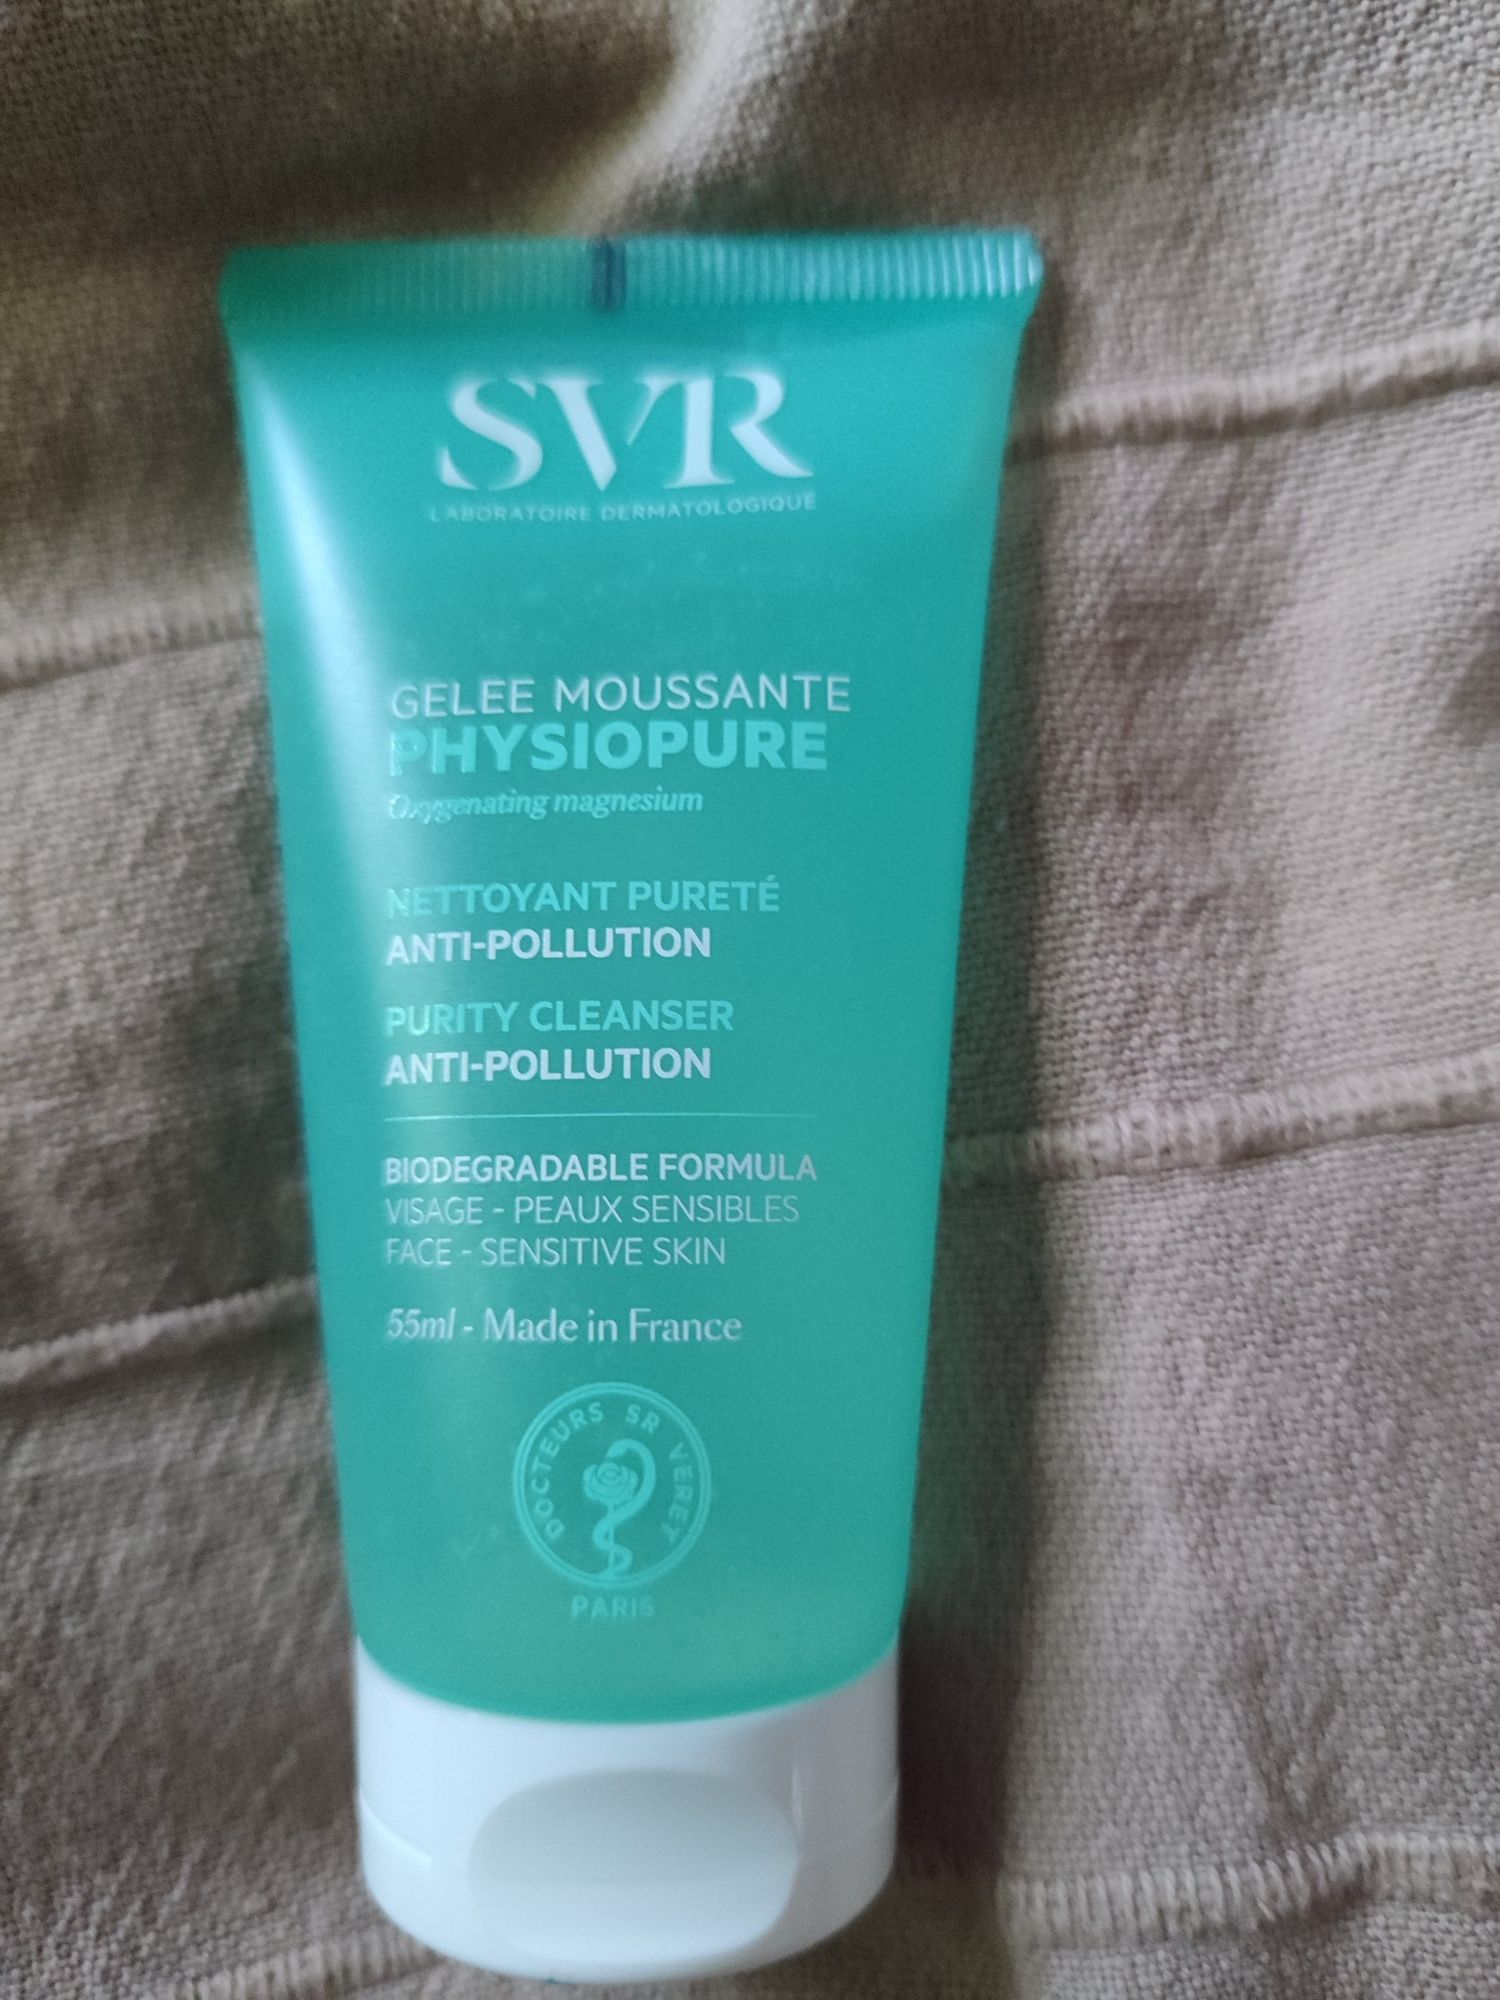 SVR
LABORATOIRE DERMATOLOGIQUE
GELEE MOUSSANTE
PHYSIOPURE
Oxygenating magnesium
NETTOYANT PURETÉ
ANTI-POLLUTION
PURITY CLEANSER
ANTI-POLLUTION
BIODEGRADABLE FORMULA
VISAGE - PEAUX SENSIBLES
FACE - SENSITIVE SKIN
55ml - Made in France
DOCTEURS SR VERET
PARIS